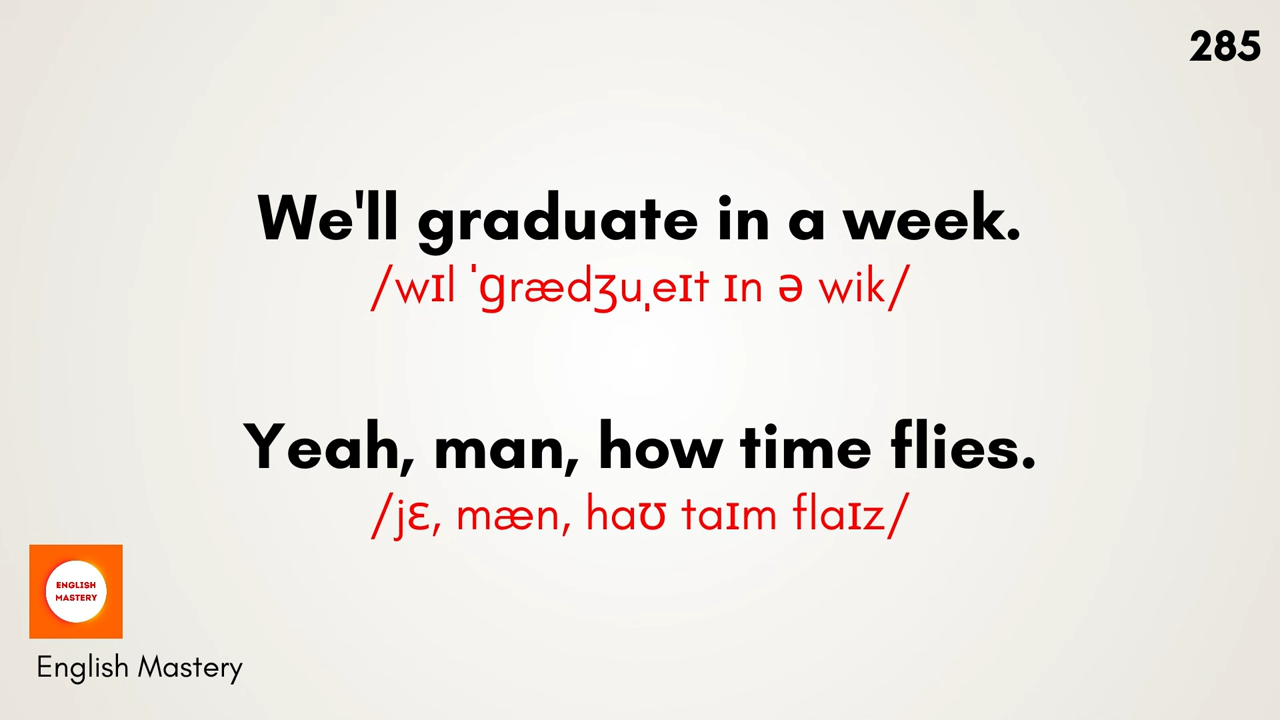 285
We'll graduate in a week.
/wɪl ˈɡrædʒuˌeɪt ɪn ə wik/
Yeah, man, how time flies.
/jɛ, mæn, haʊ taɪm flaɪz/
ENGLISH
MASTERY
English Mastery